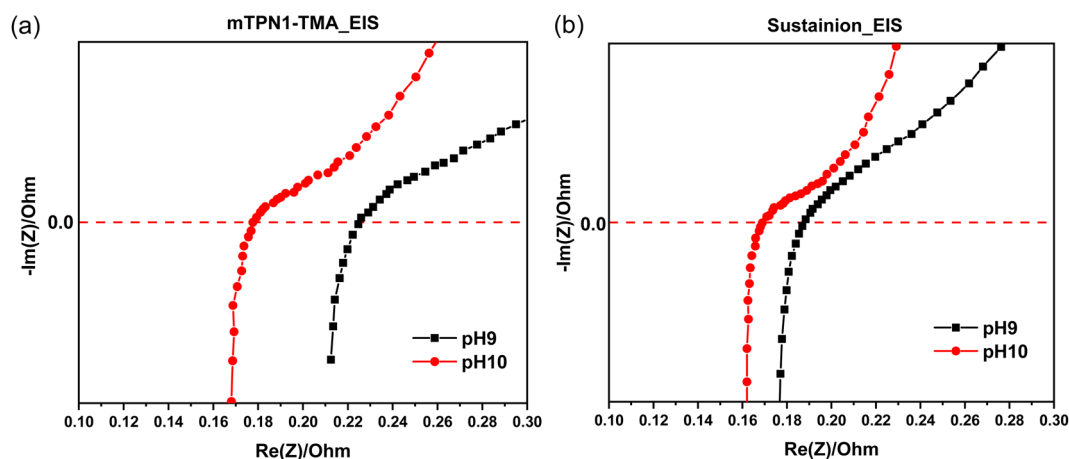 (a)
mTPN1-TMA_EIS
-Im(Z)/Ohm
0.0
pH9
pH10
0.10 0.12 0.14 0.16 0.18 0.20 0.22 0.24 0.26 0.28 0.30
Re(Z)/Ohm
(b)
Sustainion_EIS
-Im(Z)/Ohm
0.0
pH9
pH10
0.10 0.12 0.14 0.16 0.18 0.20 0.22 0.24 0.26 0.28 0.30
Re(Z)/Ohm